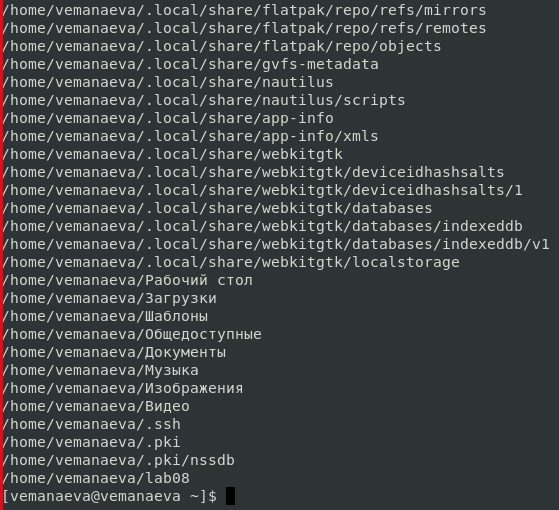 /home/vemanaeva/.local/share/flatpak/repo/refs/mirrors
/home/vemanaeva/.local/share/flatpak/repo/refs/remotes
/home/vemanaeva/.local/share/flatpak/repo/objects
/home/vemanaeva/.local/share/gvfs-metadata
/home/vemanaeva/.local/share/nautilus
/home/vemanaeva/.local/share/nautilus/scripts
/home/vemanaeva/.local/share/app-info
/home/vemanaeva/.local/share/app-info/xmls
/home/vemanaeva/.local/share/webkitgtk
/home/vemanaeva/.local/share/webkitgtk/deviceidhashsalts
/home/vemanaeva/.local/share/webkitgtk/deviceidhashsalts/1
/home/vemanaeva/.local/share/webkitgtk/databases
/home/vemanaeva/.local/share/webkitgtk/databases/indexeddb
/home/vemanaeva/.local/share/webkitgtk/databases/indexeddb/v1
/home/vemanaeva/.local/share/webkitgtk/localstorage
/home/vemanaeva/Рабочий стол
/home/vemanaeva/Загрузки
/home/vemanaeva/Шаблоны
/home/vemanaeva/Общедоступные
/home/vemanaeva/Документы
/home/vemanaeva/Музыка
/home/vemanaeva/Изображения
/home/vemanaeva/Видео
/home/vemanaeva/.ssh
/home/vemanaeva/.pki
/home/vemanaeva/.pki/nssdb
/home/vemanaeva/lab08
[vemanaeva@vemanaeva ~]$